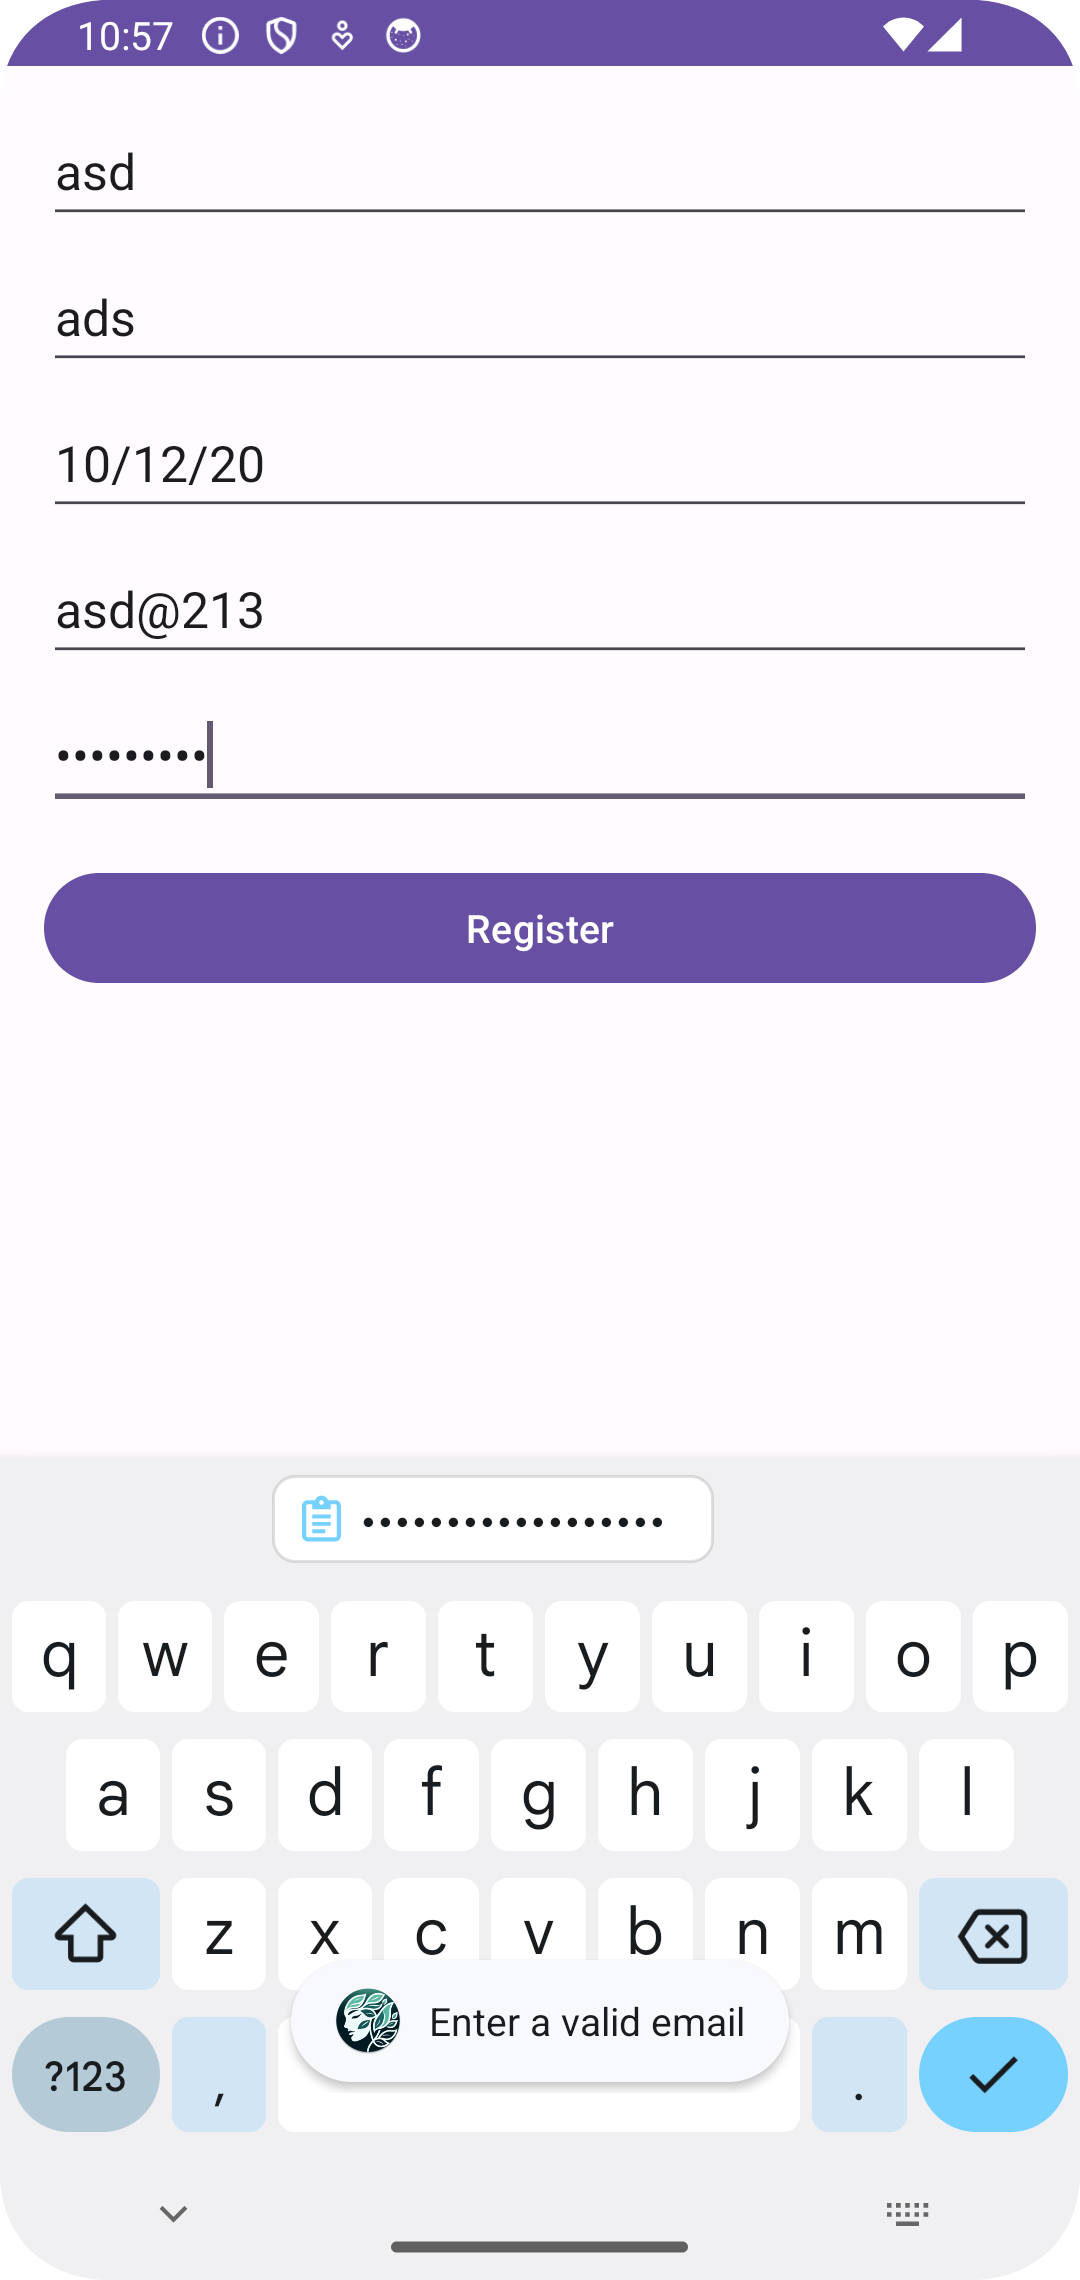 10:57
asd
ads
10/12/20
asd@213
•••••••••
Register
••••••••••••••••••
q w e r t y u i o p
a s d f g h j k l
z x c v b n m
Enter a valid email
?123 , .